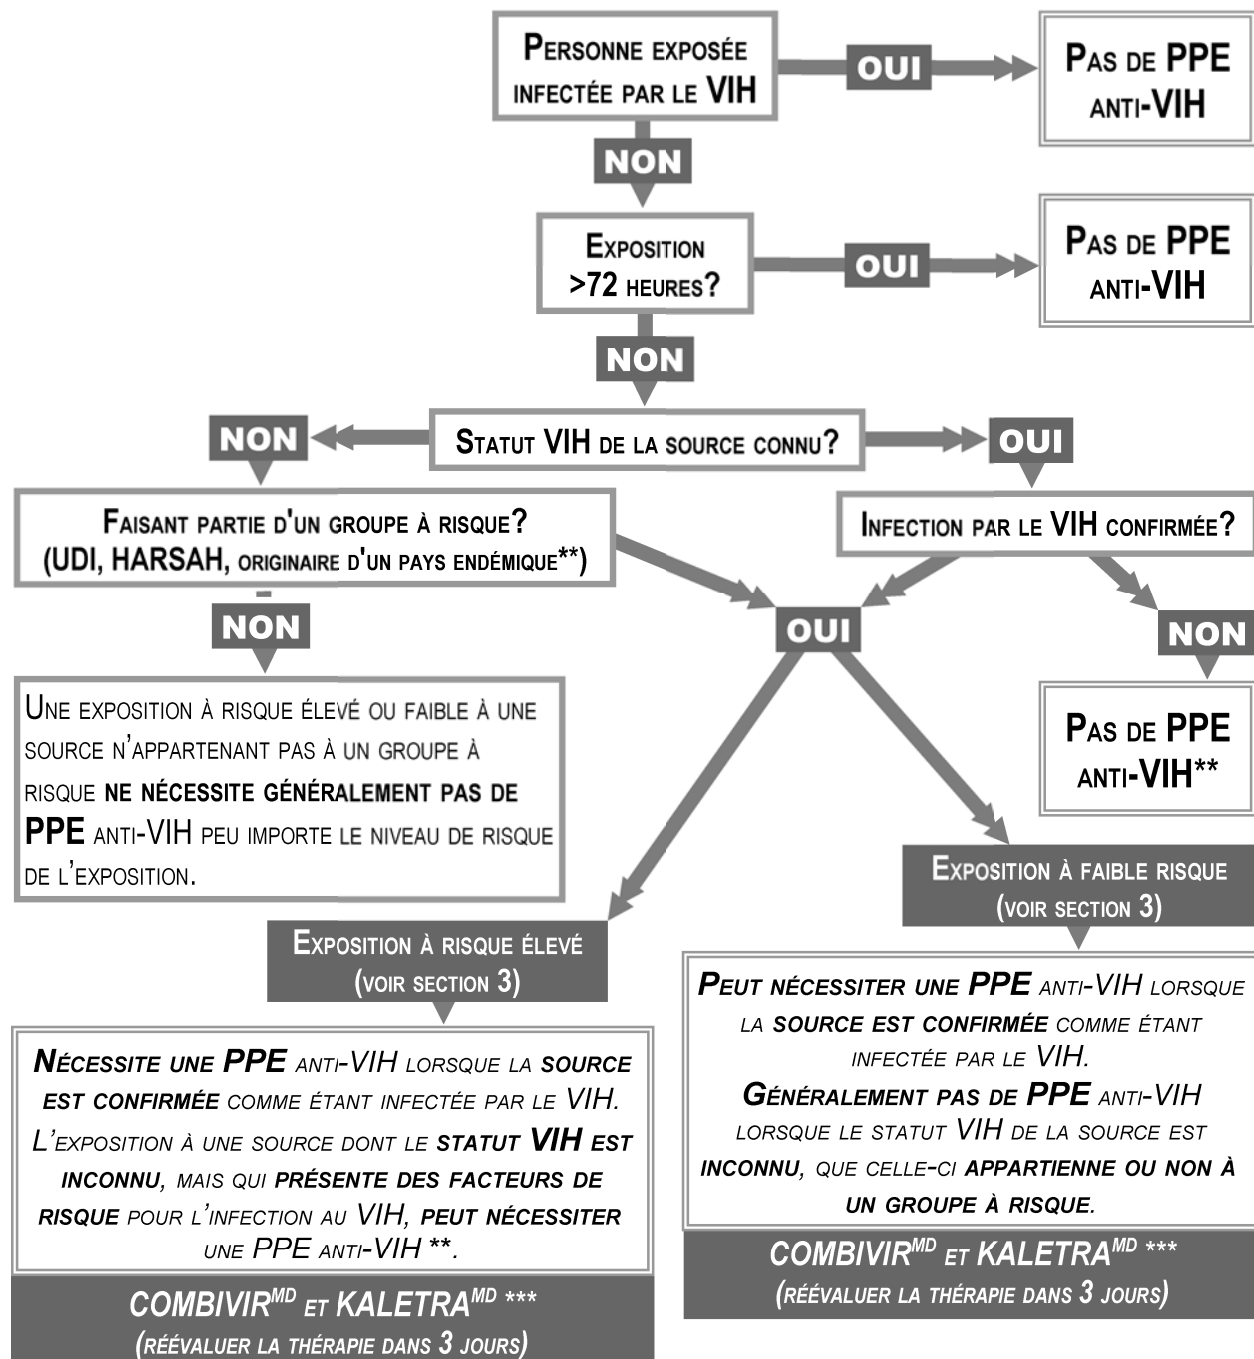 PERSONNE EXPOSÉE
INFECTÉE PAR LE VIH
OUI
PAS DE PPE
ANTI-VIH
NON
EXPOSITION
>72 HEURES?
OUI
PAS DE PPE
ANTI-VIH
NON
STATUT VIH DE LA SOURCE CONNU?
NON
OUI
FAISANT PARTIE D'UN GROUPE À RISQUE?
(UDI, HARSAH, ORIGINAIRE D'UN PAYS ENDÉMIQUE**)
INFECTION PAR LE VIH CONFIRMÉE?
NON
OUI
NON
UNE EXPOSITION À RISQUE ÉLEVÉ OU FAIBLE À UNE
SOURCE N'APPARTENANT PAS À UN GROUPE À
RISQUE NE NÉCESSITE GÉNÉRALEMENT PAS DE
PPE ANTI-VIH PEU IMPORTE LE NIVEAU DE RISQUE
DE L'EXPOSITION.
PAS DE PPE
ANTI-VIH**
EXPOSITION À RISQUE ÉLEVÉ
(VOIR SECTION 3)
EXPOSITION À FAIBLE RISQUE
(VOIR SECTION 3)
NÉCESSITE UNE PPE ANTI-VIH LORSQUE LA SOURCE
EST CONFIRMÉE COMME ÉTANT INFECTÉE PAR LE VIH.
L'EXPOSITION À UNE SOURCE DONT LE STATUT VIH EST
INCONNU, MAIS QUI PRÉSENTE DES FACTEURS DE
RISQUE POUR L'INFECTION AU VIH, PEUT NÉCESSITER
UNE PPE ANTI-VIH **.
COMBIVIR^MD ET KALETRA^MD ***
(RÉÉVALUER LA THÉRAPIE DANS 3 JOURS)
PEUT NÉCESSITER UNE PPE ANTI-VIH LORSQUE
LA SOURCE EST CONFIRMÉE COMME ÉTANT
INFECTÉE PAR LE VIH.
GÉNÉRALEMENT PAS DE PPE ANTI-VIH
LORSQUE LE STATUT VIH DE LA SOURCE EST
INCONNU, QUE CELLE-CI APPARTIENNE OU NON À
UN GROUPE À RISQUE.
COMBIVIR^MD ET KALETRA^MD ***
(RÉÉVALUER LA THÉRAPIE DANS 3 JOURS)